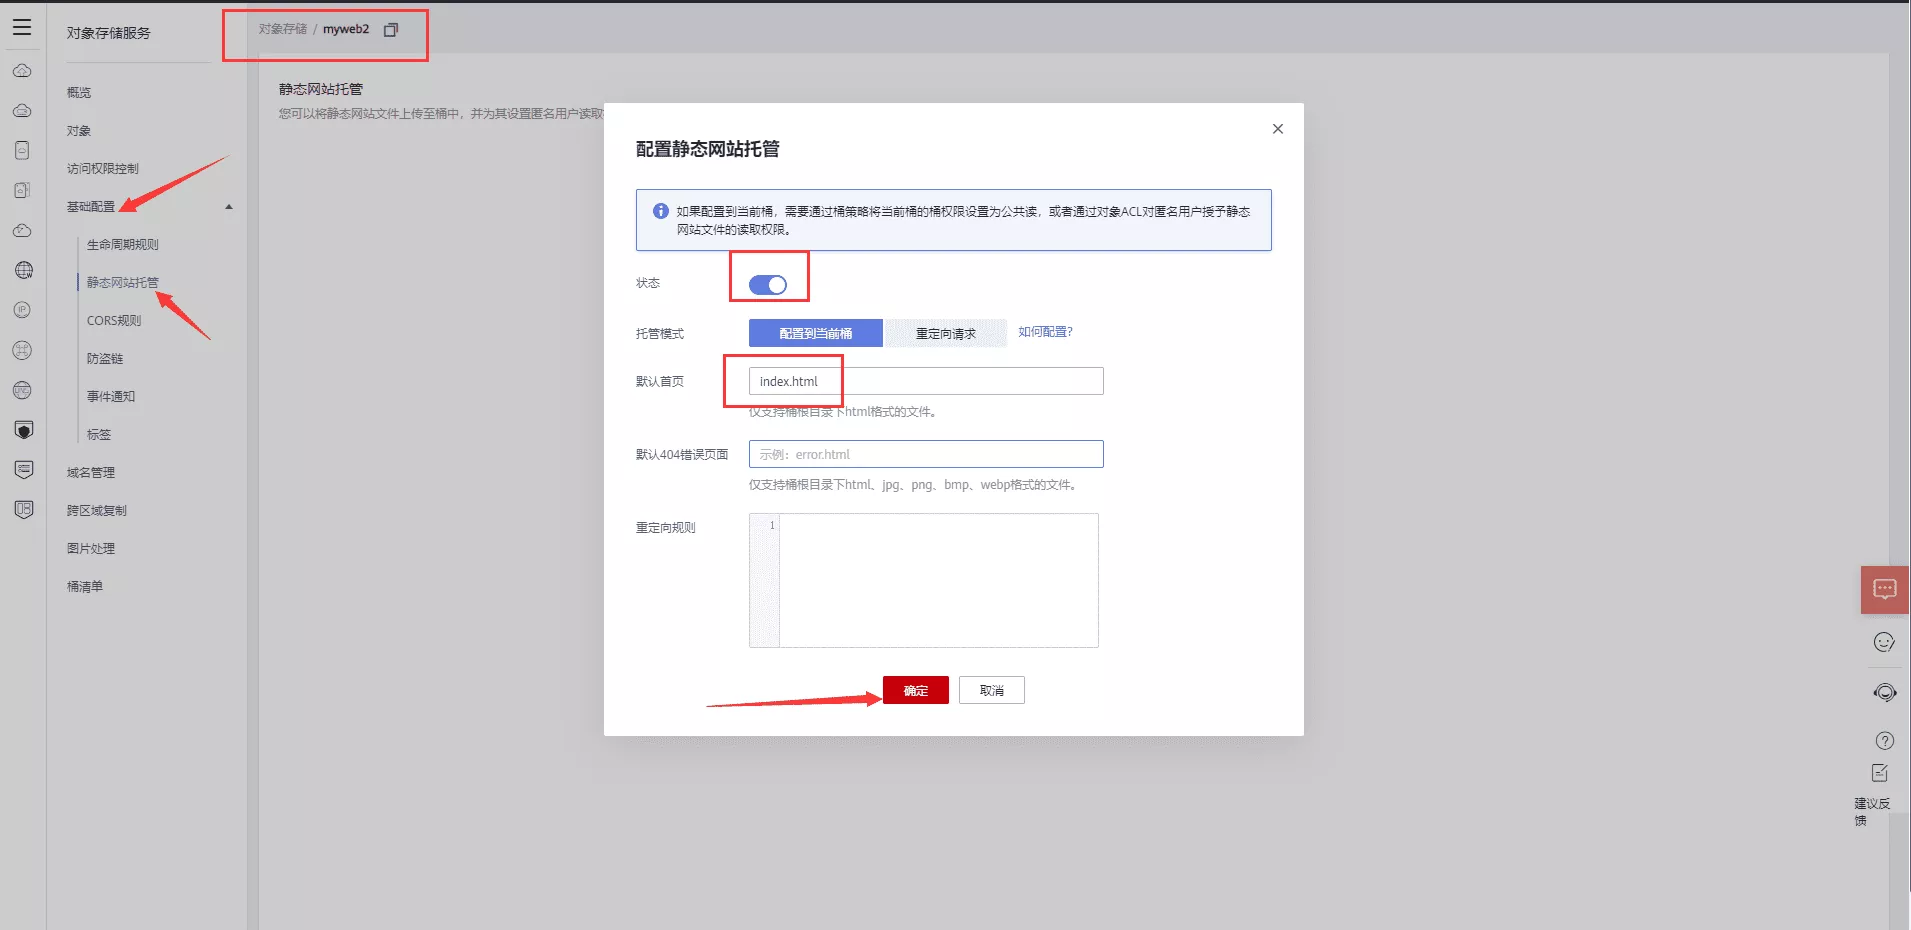 对象存储服务
对象存储 / myweb2
概览
对象
访问权限控制
基础配置
生命周期规则
静态网站托管
CORS规则
防盗链
事件通知
标签
域名管理
跨区域复制
图片处理
桶清单
静态网站托管
您可以将静态网站文件上传至桶中，并为其设置匿名用户读取
配置静态网站托管
如果配置到当前桶，需要通过桶策略将当前桶的桶权限设置为公共读，或者通过对象ACL对匿名用户授予静态
网站文件的读取权限。
状态
托管模式 配置到当前桶 重定向请求 如何配置?
默认首页 index.html
仅支持桶根目录下html格式的文件。
默认404错误页面 示例：error.html
仅支持桶根目录下html、jpg、png、bmp、webp格式的文件。
重定向规则 1
确定 取消
建议反
馈